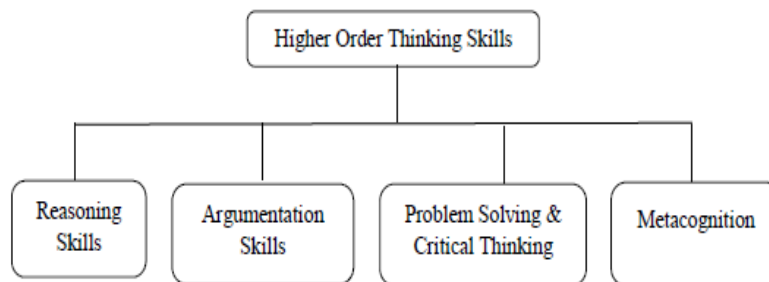 Higher Order Thinking Skills
Reasoning
Skills
Argumentation
Skills
Problem Solving &
Critical Thinking
Metacognition